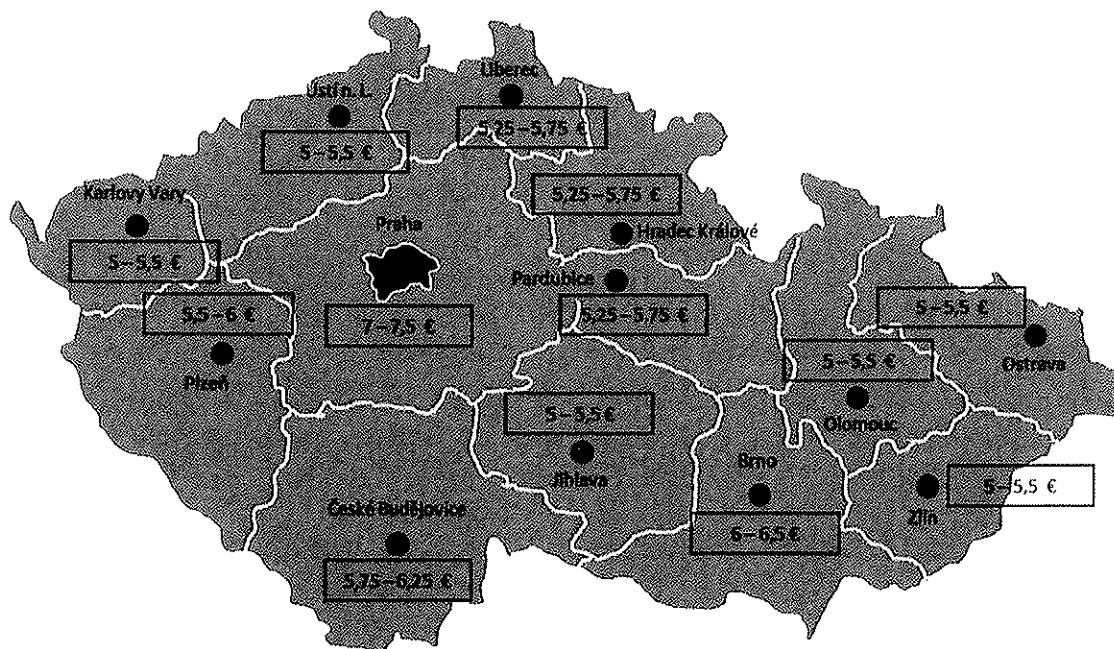 Liberec
Ústí n. L.
5,25–5,75 €
5–5,5 €
Karlovy Vary
5,25–5,75 €
Praha
Hradec Králové
5–5,5 €
Pardubice
5,5–6 €
7–7,5 €
5,25–5,75 €
5–5,5 €
Plzeň
5–5,5 €
Ostrava
5–5,5 €
Olomouc
Jihlava
Brno
5–5,5 €
České Budějovice
Zlín
6–6,5 €
5,75–6,25 €